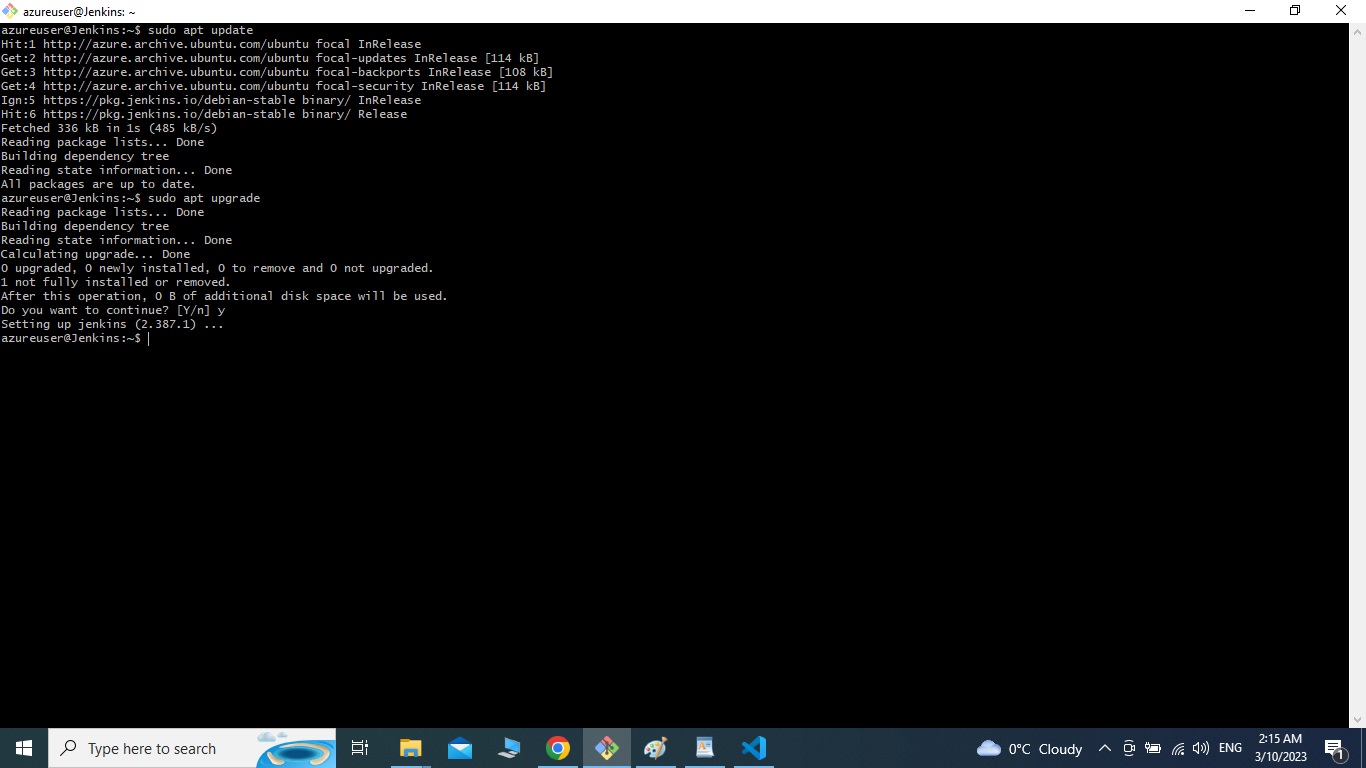 azureuser@Jenkins: ~
azureuser@Jenkins:~$ sudo apt update
Hit:1 http://azure.archive.ubuntu.com/ubuntu focal InRelease
Get:2 http://azure.archive.ubuntu.com/ubuntu focal-updates InRelease [114 kB]
Get:3 http://azure.archive.ubuntu.com/ubuntu focal-backports InRelease [108 kB]
Get:4 http://azure.archive.ubuntu.com/ubuntu focal-security InRelease [114 kB]
Ign:5 https://pkg.jenkins.io/debian-stable binary/ InRelease
Hit:6 https://pkg.jenkins.io/debian-stable binary/ Release
Fetched 336 kB in 1s (485 kB/s)
Reading package lists... Done
Building dependency tree
Reading state information... Done
All packages are up to date.
azureuser@Jenkins:~$ sudo apt upgrade
Reading package lists... Done
Building dependency tree
Reading state information... Done
Calculating upgrade... Done
0 upgraded, 0 newly installed, 0 to remove and 0 not upgraded.
1 not fully installed or removed.
After this operation, 0 B of additional disk space will be used.
Do you want to continue? [Y/n] y
Setting up jenkins (2.387.1) ...
azureuser@Jenkins:~$
Type here to search
0°C Cloudy
ENG
2:15 AM
3/10/2023
1